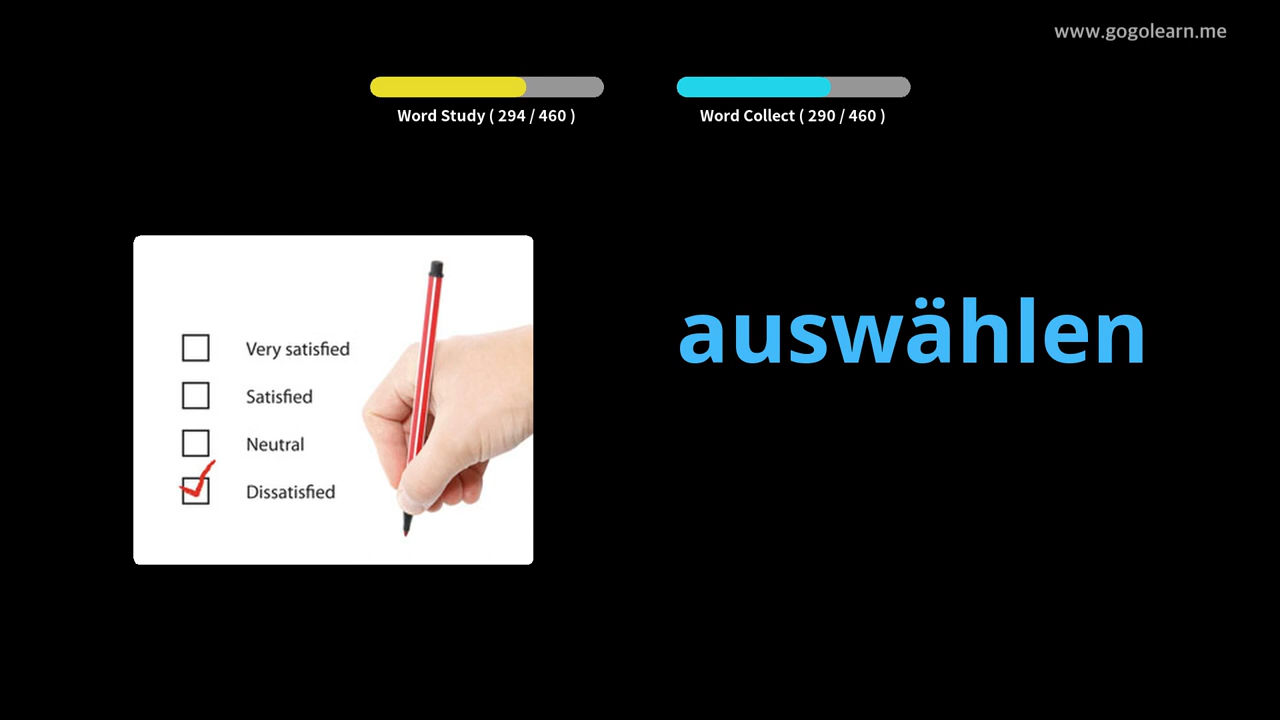 www.gogolearn.me
Word Study ( 294 / 460 )
Word Collect ( 290 / 460 )
Very satisfied
Satisfied
Neutral
Dissatisfied
auswählen